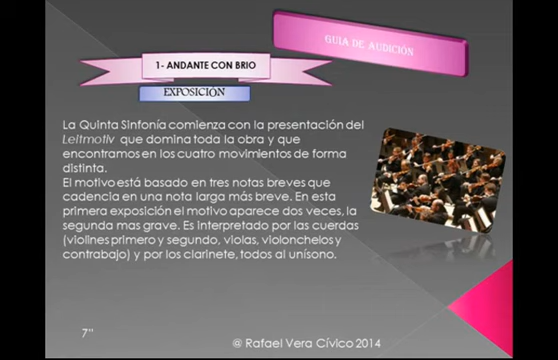 GUIA DE AUDICIÓN
1- ANDANTE CON BRIO
EXPOSICIÓN
La Quinta Sinfonía comienza con la presentación del
Leitmotiv que domina toda la obra y que
encontramos en los cuatro movimientos de forma
distinta.
El motivo está basado en tres notas breves que
cadencia en una nota larga más breve. En esta
primera exposición el motivo aparece dos veces, la
segunda mas grave. Es interpretado por las cuerdas
(violines primero y segundo, violas, violonchelos y
contrabajo) y por los clarinete, todos al unísono.
7"
@ Rafael Vera Cívico 2014